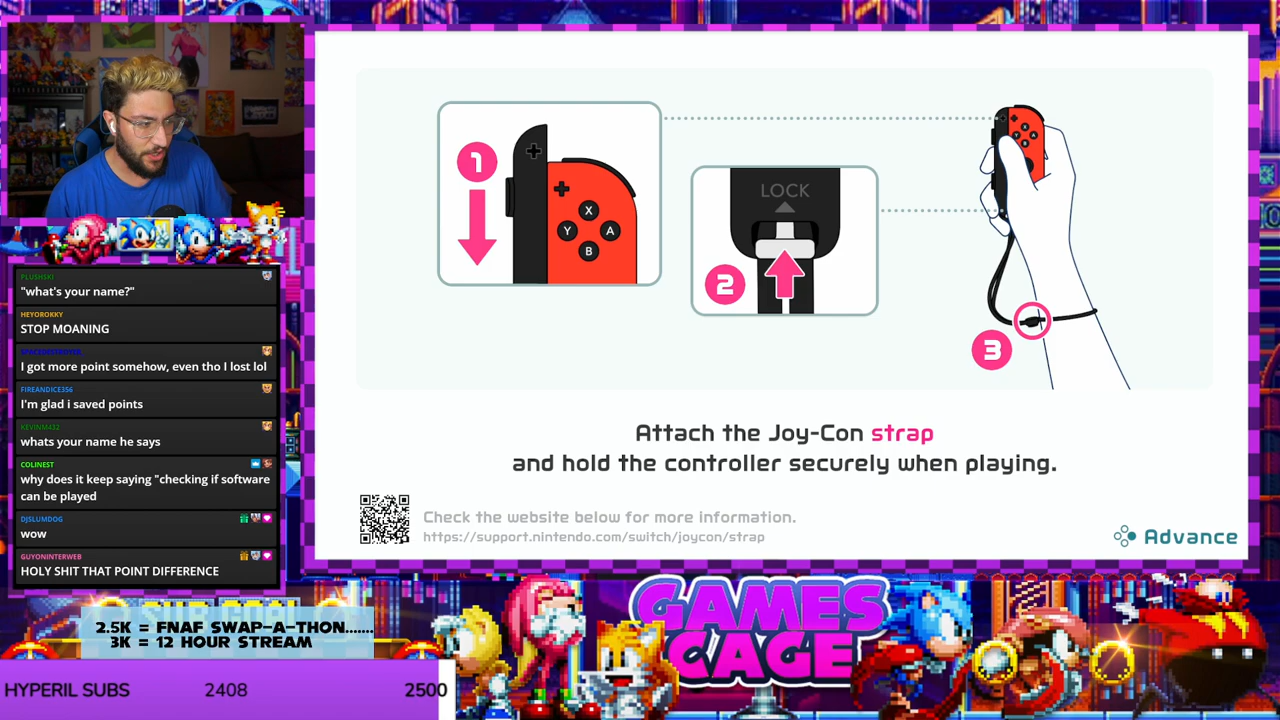 PLUSHSKI
"what's your name?"
HEYOROKKY
STOP MOANING
I got more point somehow, even tho I lost lol
FIREANDICE356
I'm glad i saved points
KEVINM432
whats your name he says
COLINEST
why does it keep saying "checking if software
can be played
DJSLUMDOG
wow
GUYONINTERWEB
HOLY SHIT THAT POINT DIFFERENCE
2.5K = FNAF SWAP-A-THON.......
3K = 12 HOUR STREAM
HYPERIL SUBS 2408 2500
1
X
Y A
B
LOCK
2
3
Attach the Joy-Con strap
and hold the controller securely when playing.
Check the website below for more information.
https://support.nintendo.com/switch/joycon/strap
Advance
GAMES
CAGE